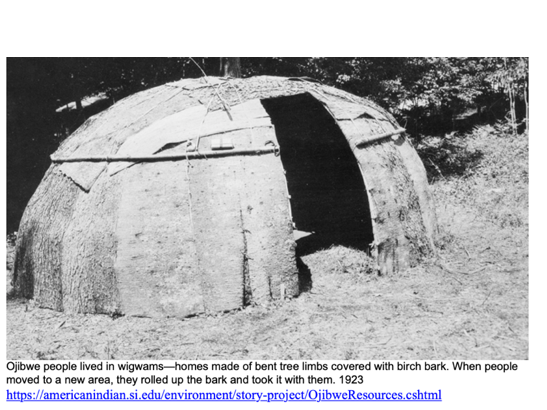 Ojibwe people lived in wigwams—homes made of bent tree limbs covered with birch bark. When people
moved to a new area, they rolled up the bark and took it with them. 1923
https://americanindian.si.edu/environment/story-project/OjibweResources.cshtml